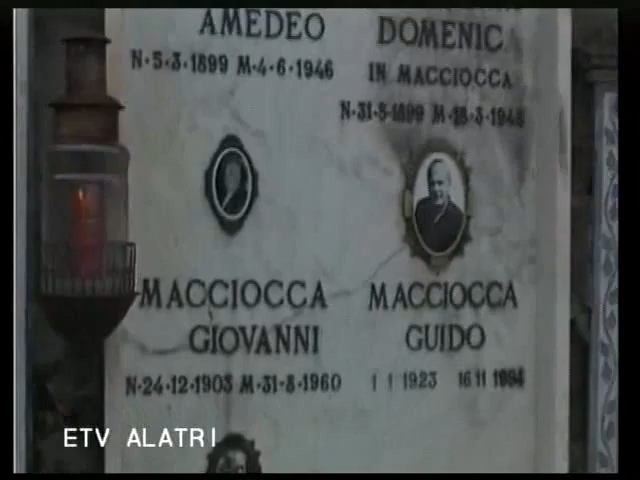 AMEDEO
N·5·3·1899 M·4·6·1946
DOMENIC
IN MACCIOCCA
N·31·8·1899 M·18·3·1948
MACCIOCCA
GIOVANNI
N·24·12·1903 M·31·8·1960
MACCIOCCA
GUIDO
1 1 1923 16 11 1994
ETV ALATRI